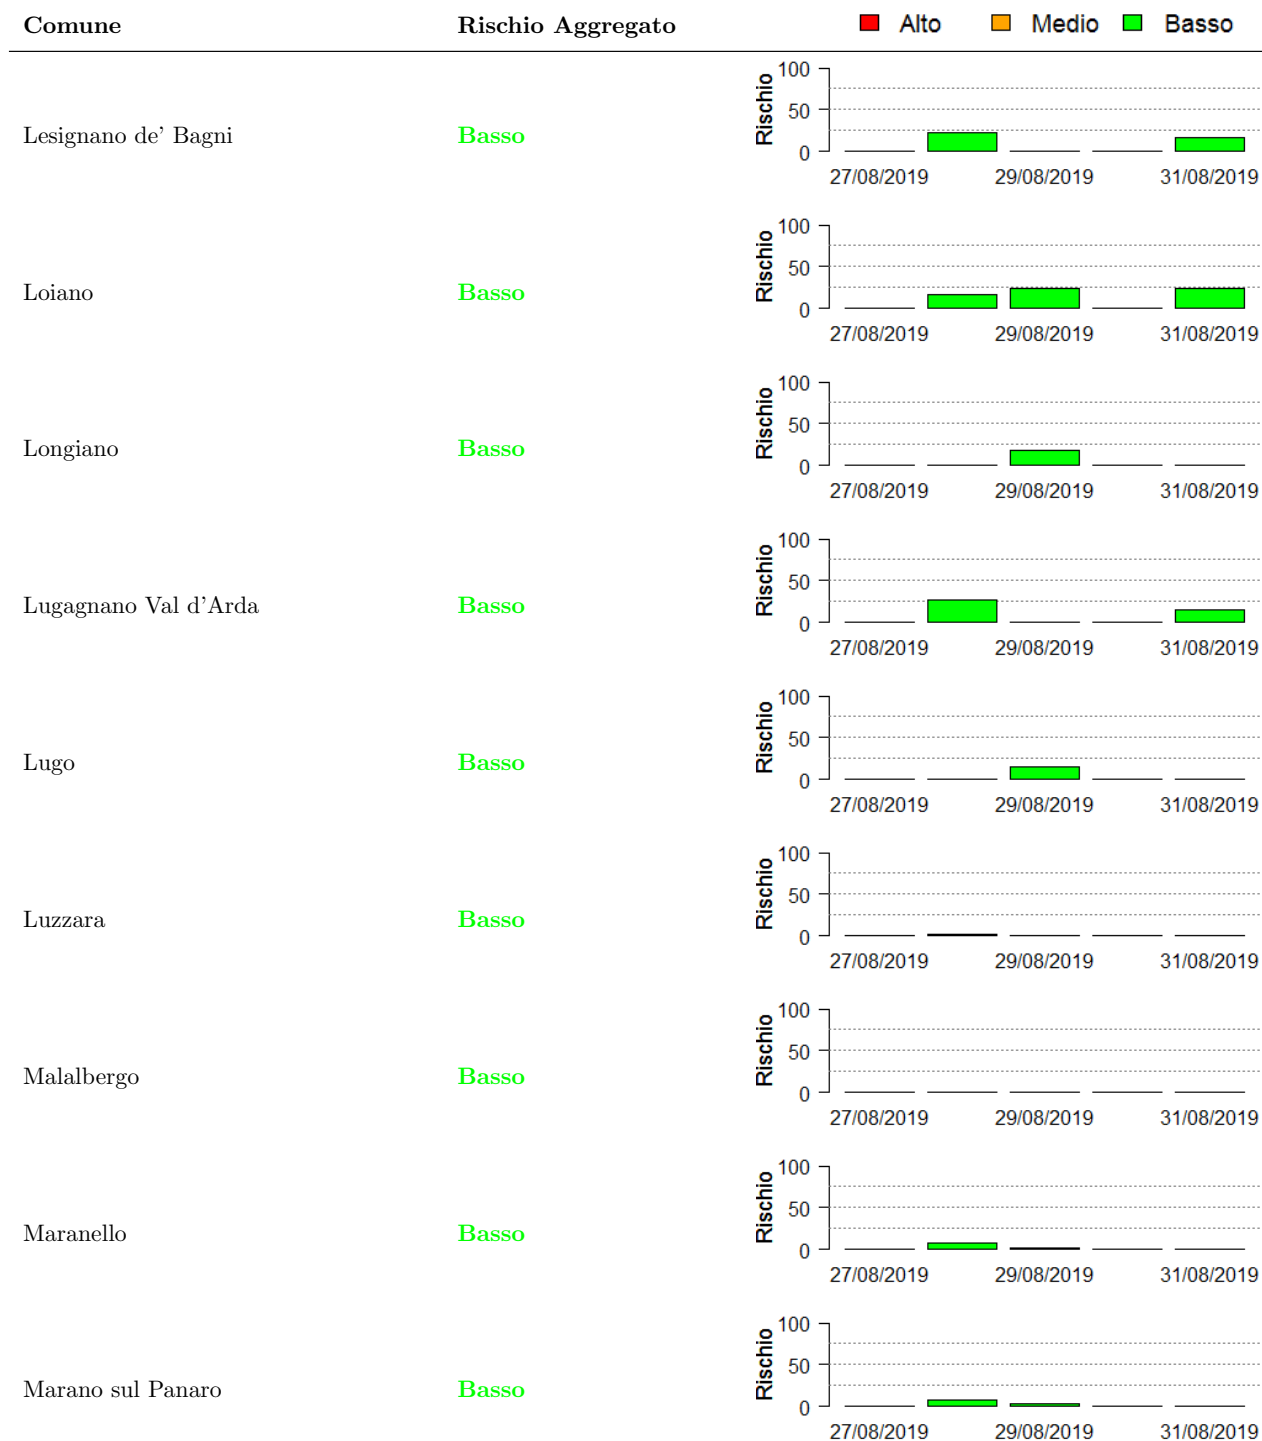 Comune Rischio Aggregato Alto Medio Basso
Lesignano de' Bagni Basso Rischio 100 50 0
27/08/2019 29/08/2019 31/08/2019
Loiano Basso Rischio 100 50 0
27/08/2019 29/08/2019 31/08/2019
Longiano Basso Rischio 100 50 0
27/08/2019 29/08/2019 31/08/2019
Lugagnano Val d'Arda Basso Rischio 100 50 0
27/08/2019 29/08/2019 31/08/2019
Lugo Basso Rischio 100 50 0
27/08/2019 29/08/2019 31/08/2019
Luzzara Basso Rischio 100 50 0
27/08/2019 29/08/2019 31/08/2019
Malalbergo Basso Rischio 100 50 0
27/08/2019 29/08/2019 31/08/2019
Maranello Basso Rischio 100 50 0
27/08/2019 29/08/2019 31/08/2019
Marano sul Panaro Basso Rischio 100 50 0
27/08/2019 29/08/2019 31/08/2019